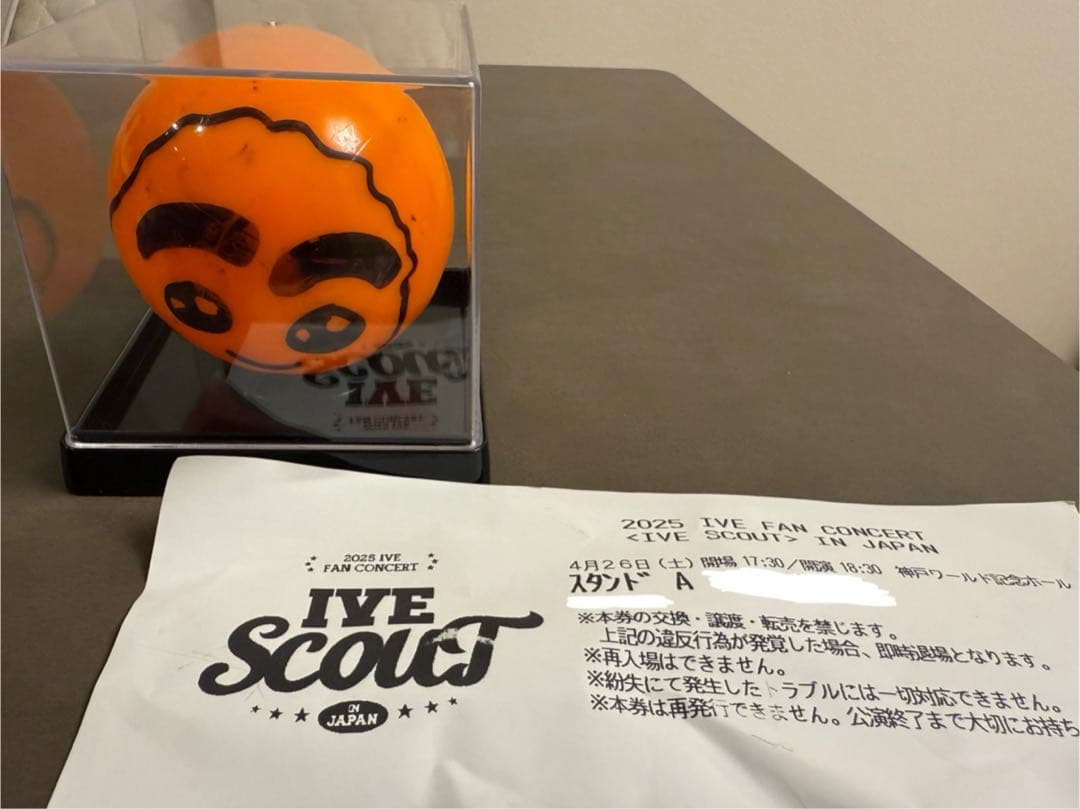 2025 IVE
FAN CONCERT
IVE
SCOUT
IN
JAPAN
2025 IVE FAN CONCERT
<IVE SCOUT> IN JAPAN
4月26日(土) 開場 17:30/開演 18:30 神戸ワールド記念ホール
スタンド A
※本券の交換・譲渡・転売を禁じます。
上記の違反行為が発覚した場合、即時退場となります。
※再入場はできません。
※紛失にて発生したトラブルには一切対応できません。
※本券は再発行できません。公演終了まで大切にお持ち